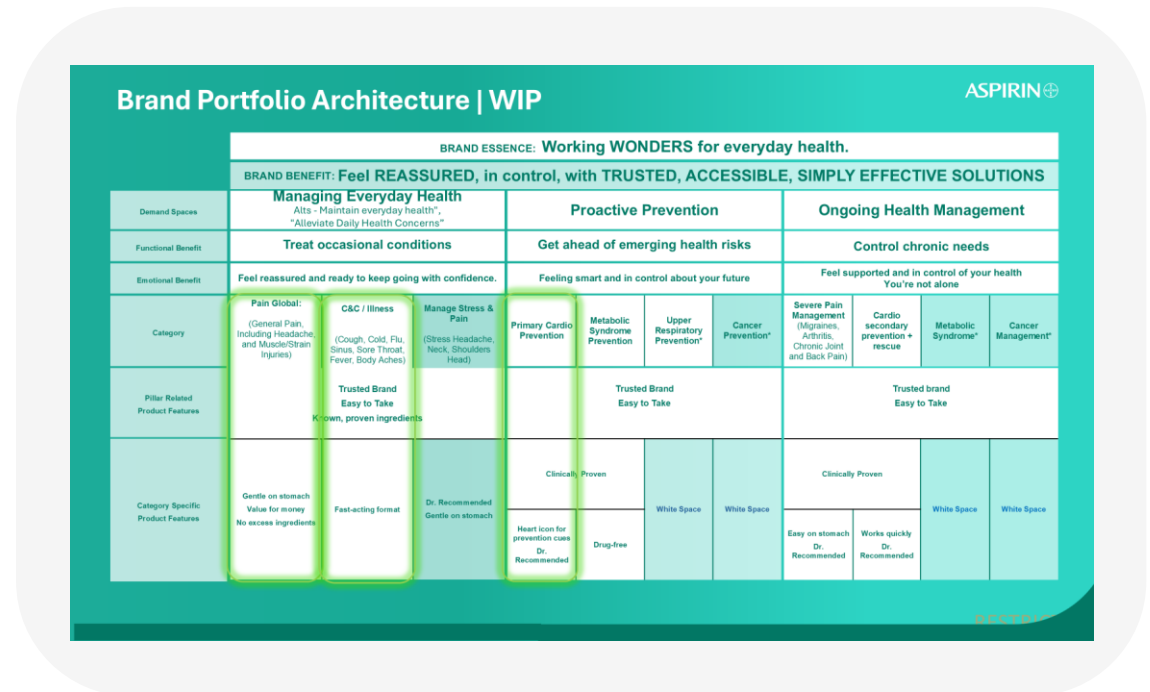 Brand Portfolio Architecture | WIP
ASPIRIN
BRAND ESSENCE: Working WONDERS for everyday health.
BRAND BENEFIT: Feel REASSURED, in control, with TRUSTED, ACCESSIBLE, SIMPLY EFFECTIVE SOLUTIONS
Demand Spaces
Managing Everyday Health
Alts - Maintain everyday health",
"Alleviate Daily Health Concerns"
Proactive Prevention
Ongoing Health Management
Functional Benefit
Treat occasional conditions
Get ahead of emerging health risks
Control chronic needs
Emotional Benefit
Feel reassured and ready to keep going with confidence.
Feeling smart and in control about your future
Feel supported and in control of your health
You're not alone
Category
Pain Global:
(General Pain,
Including Headache,
and Muscle/Strain
Injuries)
C&C / Illness
(Cough, Cold, Flu,
Sinus, Sore Throat,
Fever, Body Aches)
Manage Stress &
Pain
(Stress Headache,
Neck, Shoulders
Head)
Primary Cardio
Prevention
Metabolic
Syndrome
Prevention
Upper
Respiratory
Prevention*
Cancer
Prevention*
Severe Pain
Management
(Migraines,
Arthritis,
Chronic Joint
and Back Pain)
Cardio
secondary
prevention +
rescue
Metabolic
Syndrome*
Cancer
Management*
Pillar Related
Product Features
Trusted Brand
Easy to Take
Known, proven ingredients
Trusted Brand
Easy to Take
Trusted brand
Easy to Take
Category Specific
Product Features
Gentle on stomach
Value for money
No excess ingredients
Fast-acting format
Dr. Recommended
Gentle on stomach
Clinically Proven
Heart icon for
prevention cues
Dr.
Recommended
Drug-free
White Space
White Space
Clinically Proven
Easy on stomach
Dr.
Recommended
Works quickly
Dr.
Recommended
White Space
White Space